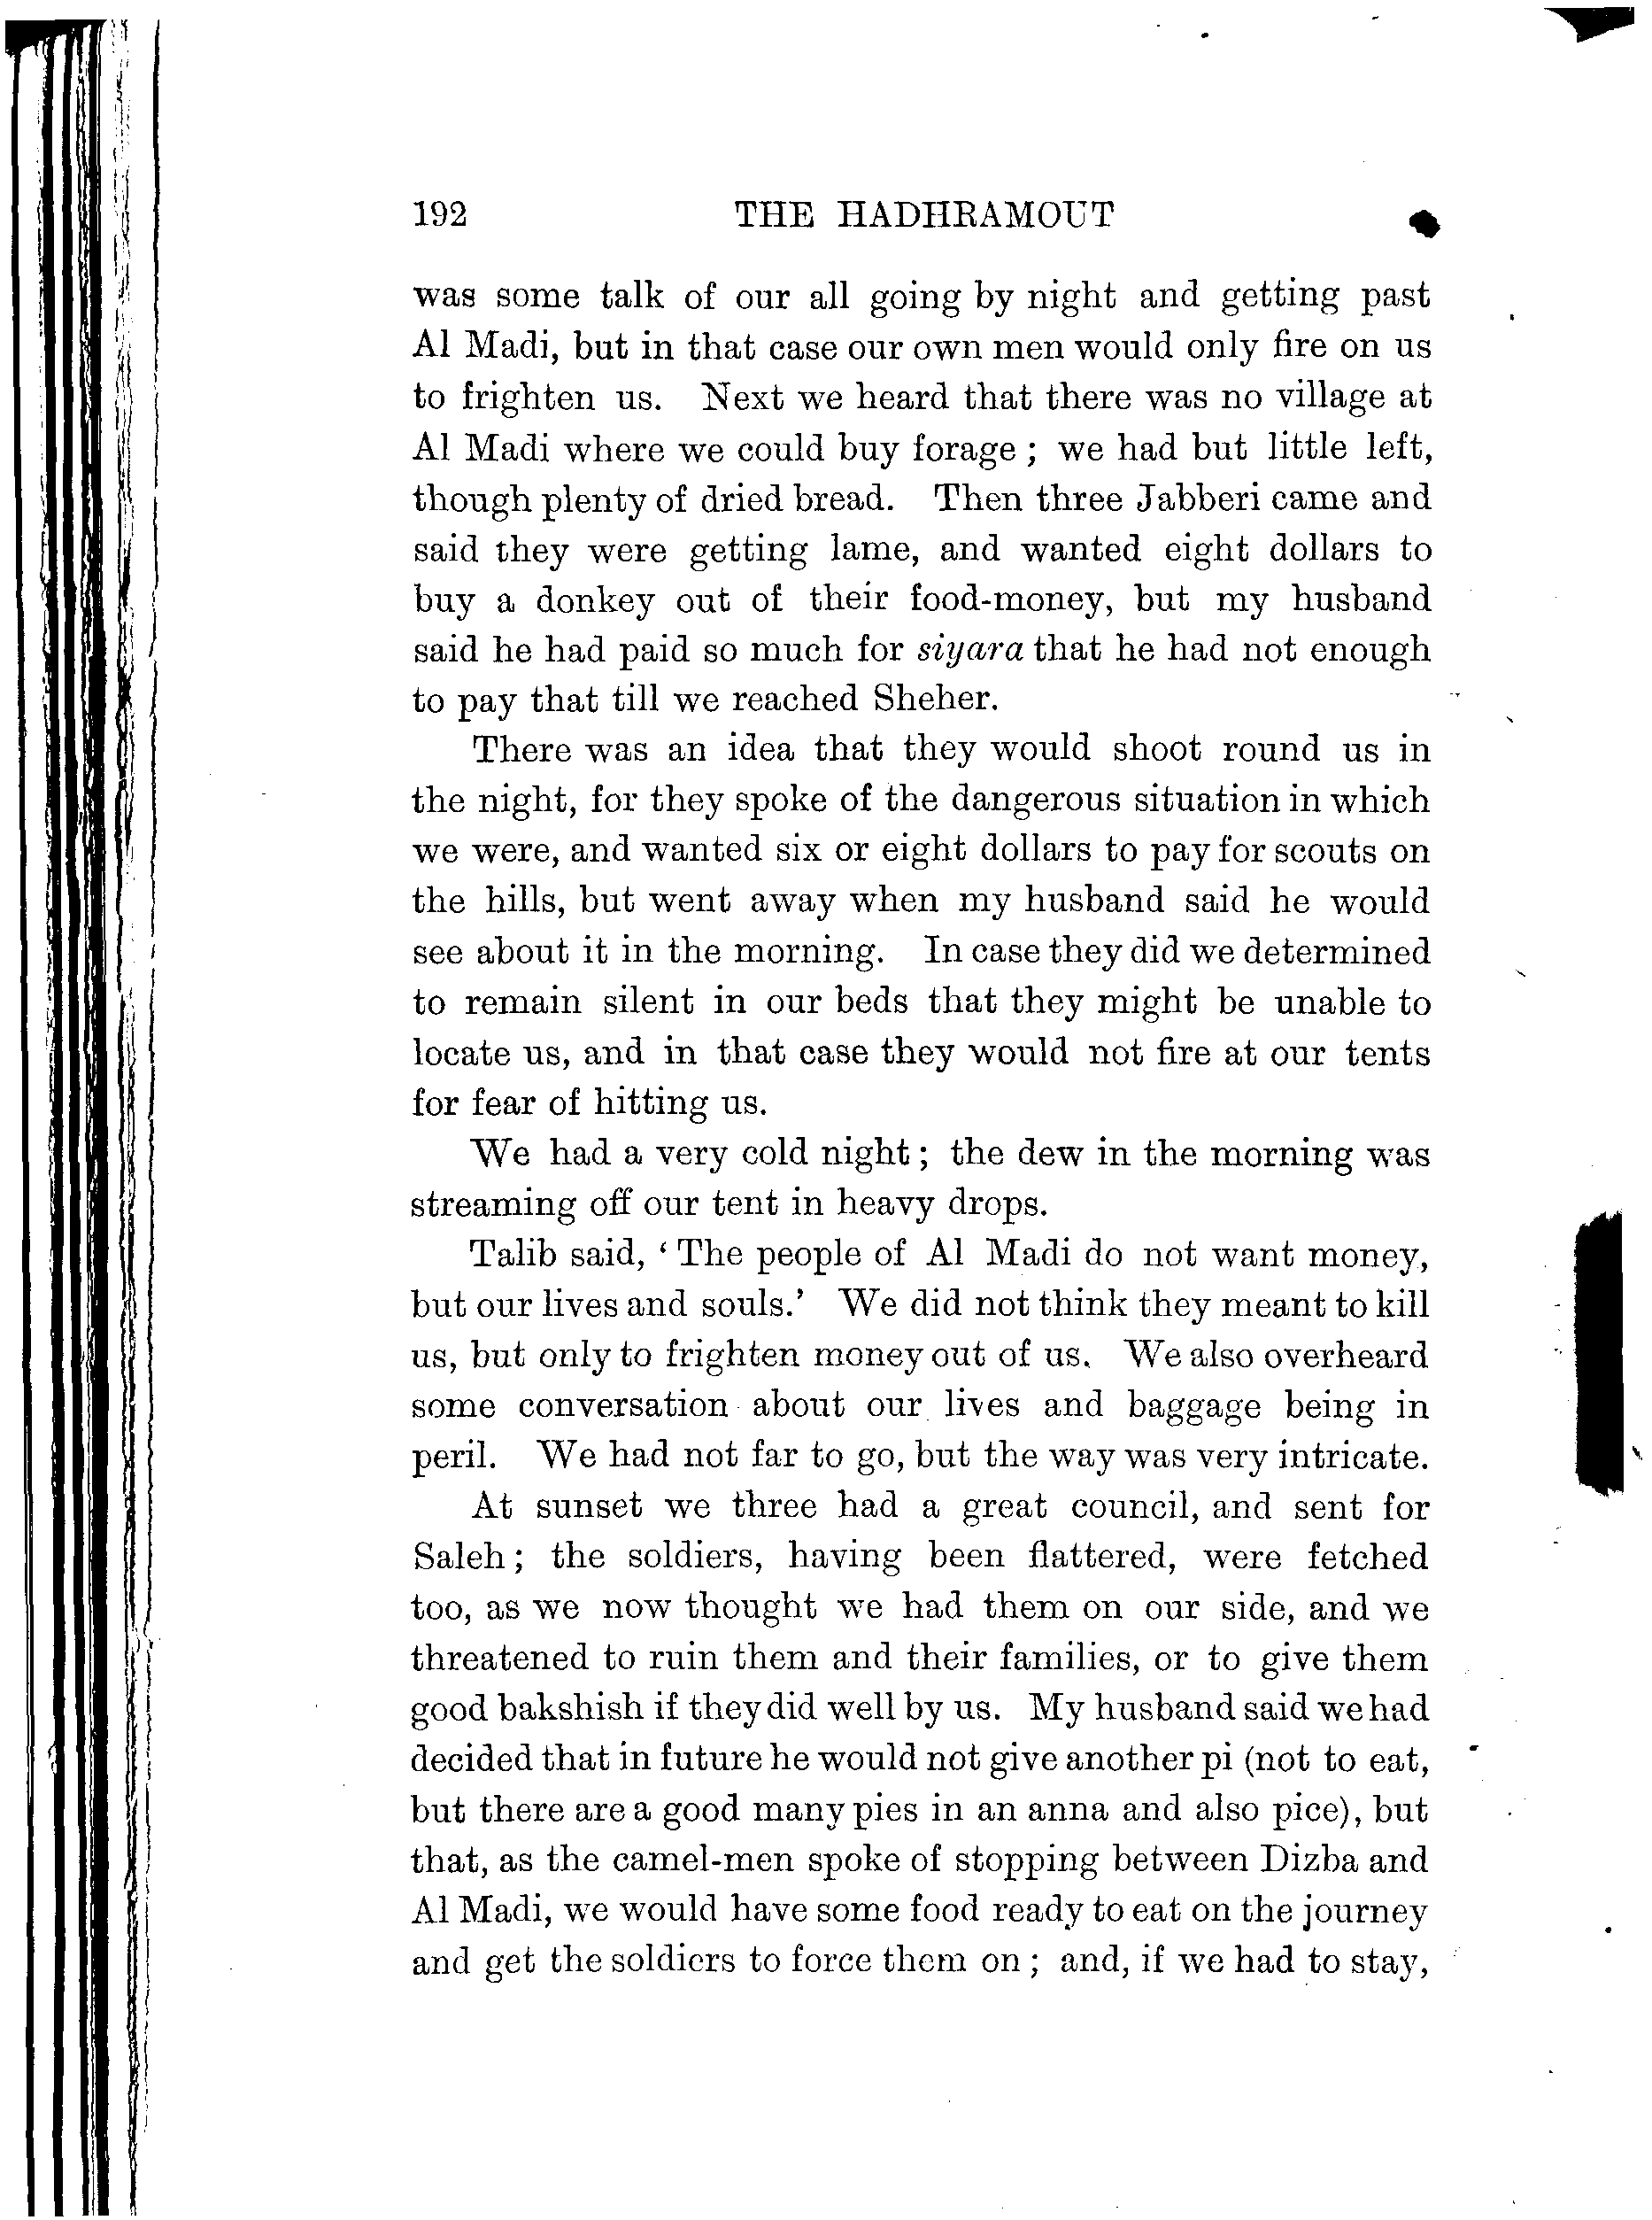 192 THE HADHRAMOUT
was some talk of our all going by night and getting past
Al Madi, but in that case our own men would only fire on us
to frighten us. Next we heard that there was no village at
Al Madi where we could buy forage ; we had but little left,
though plenty of dried bread. Then three Jabberi came and
said they were getting lame, and wanted eight dollars to
buy a donkey out of their food-money, but my husband
said he had paid so much for siyara that he had not enough
to pay that till we reached Sheher.
There was an idea that they would shoot round us in
the night, for they spoke of the dangerous situation in which
we were, and wanted six or eight dollars to pay for scouts on
the hills, but went away when my husband said he would
see about it in the morning. In case they did we determined
to remain silent in our beds that they might be unable to
locate us, and in that case they would not fire at our tents
for fear of hitting us.
We had a very cold night ; the dew in the morning was
streaming off our tent in heavy drops.
Talib said, ‘ The people of Al Madi do not want money,
but our lives and souls.’ We did not think they meant to kill
us, but only to frighten money out of us. We also overheard
some conversation about our lives and baggage being in
peril. We had not far to go, but the way was very intricate.
At sunset we three had a great council, and sent for
Saleh ; the soldiers, having been flattered, were fetched
too, as we now thought we had them on our side, and we
threatened to ruin them and their families, or to give them
good bakshish if they did well by us. My husband said we had
decided that in future he would not give another pi (not to eat,
but there are a good many pies in an anna and also pice), but
that, as the camel-men spoke of stopping between Dizba and
Al Madi, we would have some food ready to eat on the journey
and get the soldiers to force them on ; and, if we had to stay,